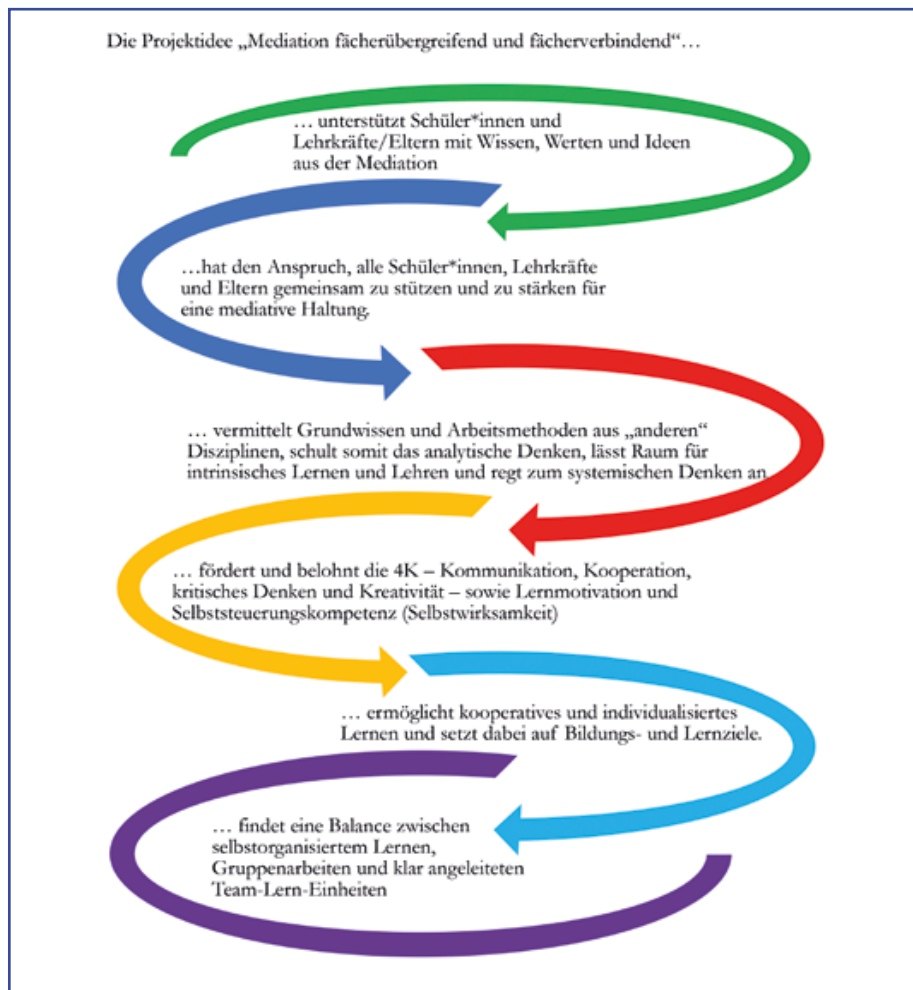 Die Projektidee „Mediation fächerübergreifend und fächerverbindend“…
… unterstützt Schüler*innen und
Lehrkräfte/Eltern mit Wissen, Werten und Ideen
aus der Mediation
…hat den Anspruch, alle Schüler*innen, Lehrkräfte
und Eltern gemeinsam zu stützen und zu stärken für
eine mediative Haltung.
… vermittelt Grundwissen und Arbeitsmethoden aus „anderen“
Disziplinen, schult somit das analytische Denken, lässt Raum für
intrinsisches Lernen und Lehren und regt zum systemischen Denken an
… fördert und belohnt die 4K – Kommunikation, Kooperation,
kritisches Denken und Kreativität – sowie Lernmotivation und
Selbststeuerungskompetenz (Selbstwirksamkeit)
… ermöglicht kooperatives und individualisiertes
Lernen und setzt dabei auf Bildungs- und Lernziele.
… findet eine Balance zwischen
selbstorganisiertem Lernen,
Gruppenarbeiten und klar angeleiteten
Team-Lern-Einheiten